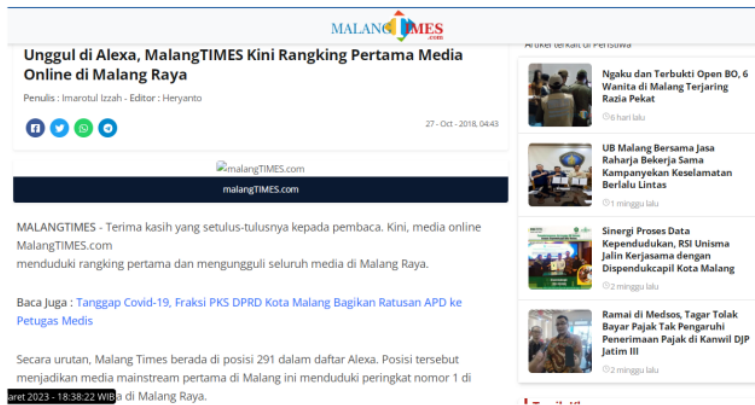 MALANG TIMES
.com
Unggul di Alexa, MalangTIMES Kini Rangking Pertama Media
Online di Malang Raya
Penulis : Imarotul Izzah - Editor : Heryanto
27 - Oct - 2018, 04:43
malangTIMES.com
malangTIMES.com
MALANGTIMES - Terima kasih yang setulus-tulusnya kepada pembaca. Kini, media online
MalangTIMES.com
menduduki rangking pertama dan mengungguli seluruh media di Malang Raya.
Baca Juga : Tanggap Covid-19, Fraksi PKS DPRD Kota Malang Bagikan Ratusan APD ke
Petugas Medis
Secara urutan, Malang Times berada di posisi 291 dalam daftar Alexa. Posisi tersebut
menjadikan media mainstream pertama di Malang ini menduduki peringkat nomor 1 di
aret 2023 - 18:38:22 WIB a di Malang Raya.
Artikel terkait di Peristiwa
Ngaku dan Terbukti Open BO, 6
Wanita di Malang Terjaring
Razia Pekat
6 hari lalu
UB Malang Bersama Jasa
Raharja Bekerja Sama
Kampanyekan Keselamatan
Berlalu Lintas
1 minggu lalu
Sinergi Proses Data
Kependudukan, RSI Unisma
Jalin Kerjasama dengan
Dispendukcapil Kota Malang
2 minggu lalu
Ramai di Medsos, Tagar Tolak
Bayar Pajak Tak Pengaruhi
Penerimaan Pajak di Kanwil DJP
Jatim III
2 minggu lalu